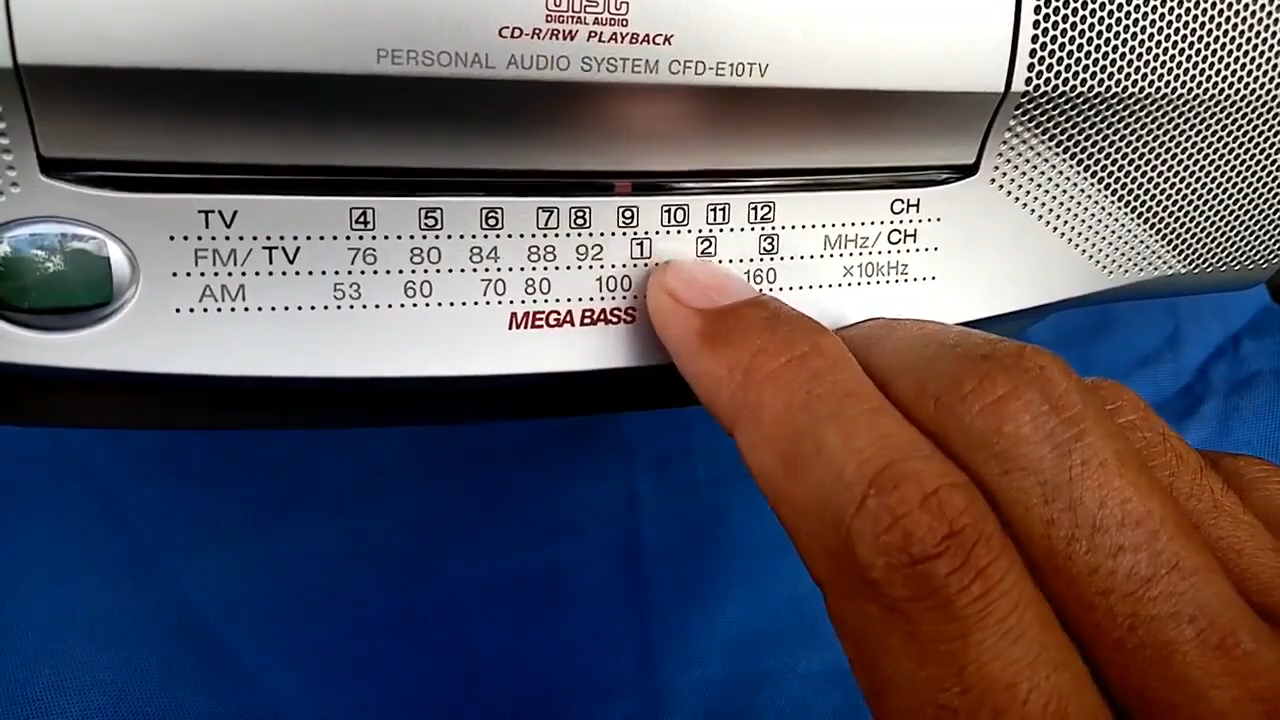 disc
DIGITAL AUDIO
CD-R/RW PLAYBACK
PERSONAL AUDIO SYSTEM CFD-E10TV
TV 4 5 6 7 8 9 10 11 12 CH
FM/TV 76 80 84 88 92 1 2 3 MHz/CH
AM 53 60 70 80 100 160 ×10kHz
MEGA BASS